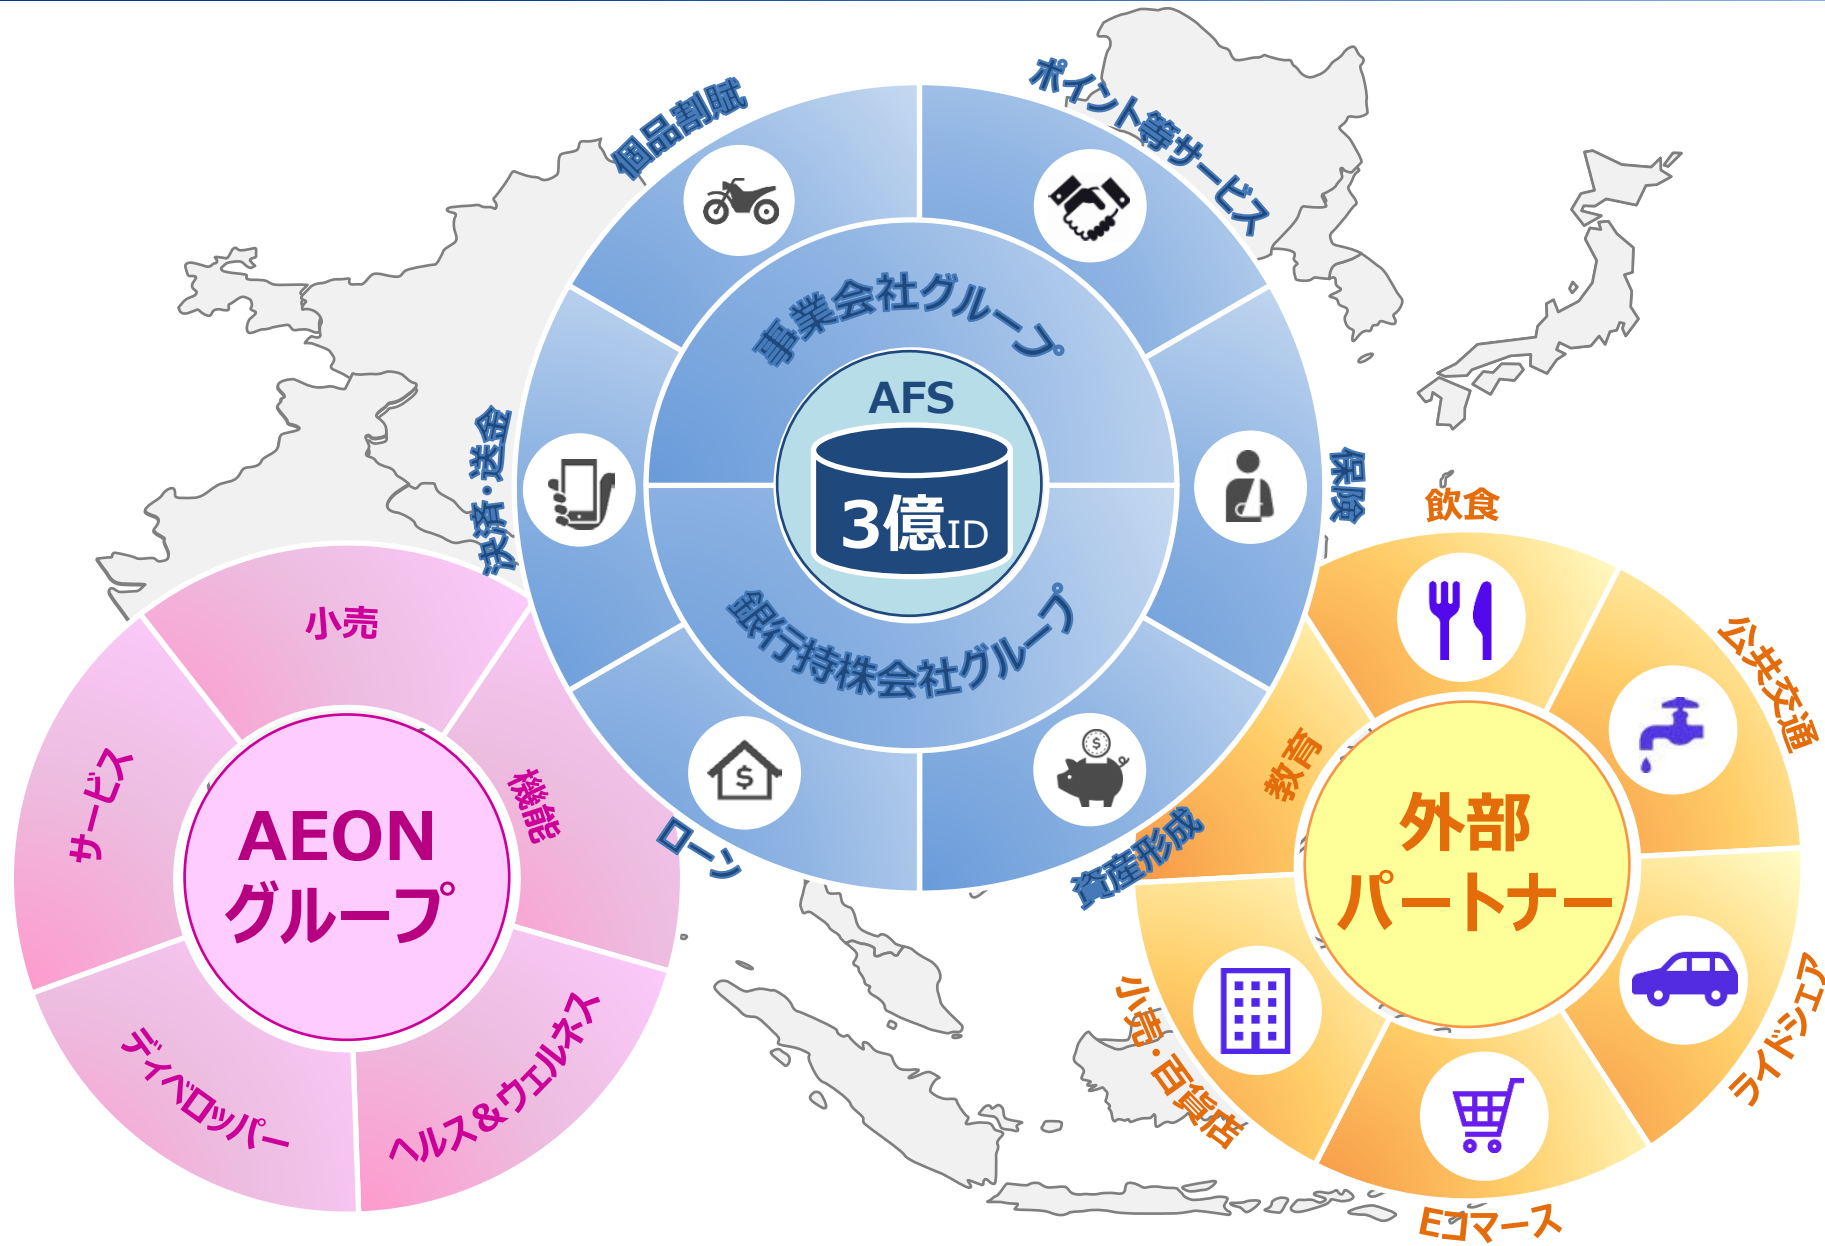 個品割賦
ポイント等サービス
決済・送金
保険
ローン
資産形成
事業会社グループ
AFS
3億ID
銀行持株会社グループ
小売
サービス
機能
AEON
グループ
ディベロッパー
ヘルス&ウェルネス
飲食
公共交通
教育
外部
パートナー
小売・百貨店
ライドシェア
Eコマース